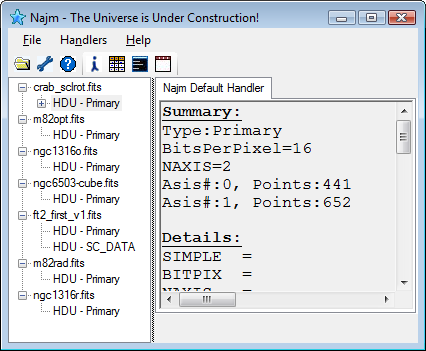 Najm - The Universe is Under Construction!
File Handlers Help
crab_sclrot.fits
HDU - Primary
m82opt.fits
HDU - Primary
ngc1316o.fits
HDU - Primary
ngc6503-cube.fits
HDU - Primary
ft2_first_v1.fits
HDU - Primary
HDU - SC_DATA
m82rad.fits
HDU - Primary
ngc1316r.fits
HDU - Primary
Najm Default Handler
Summary:
Type:Primary
BitsPerPixel=16
NAXIS=2
Asis#:0, Points:441
Asis#:1, Points:652
Details:
SIMPLE =
BITPIX =
NAXIS =